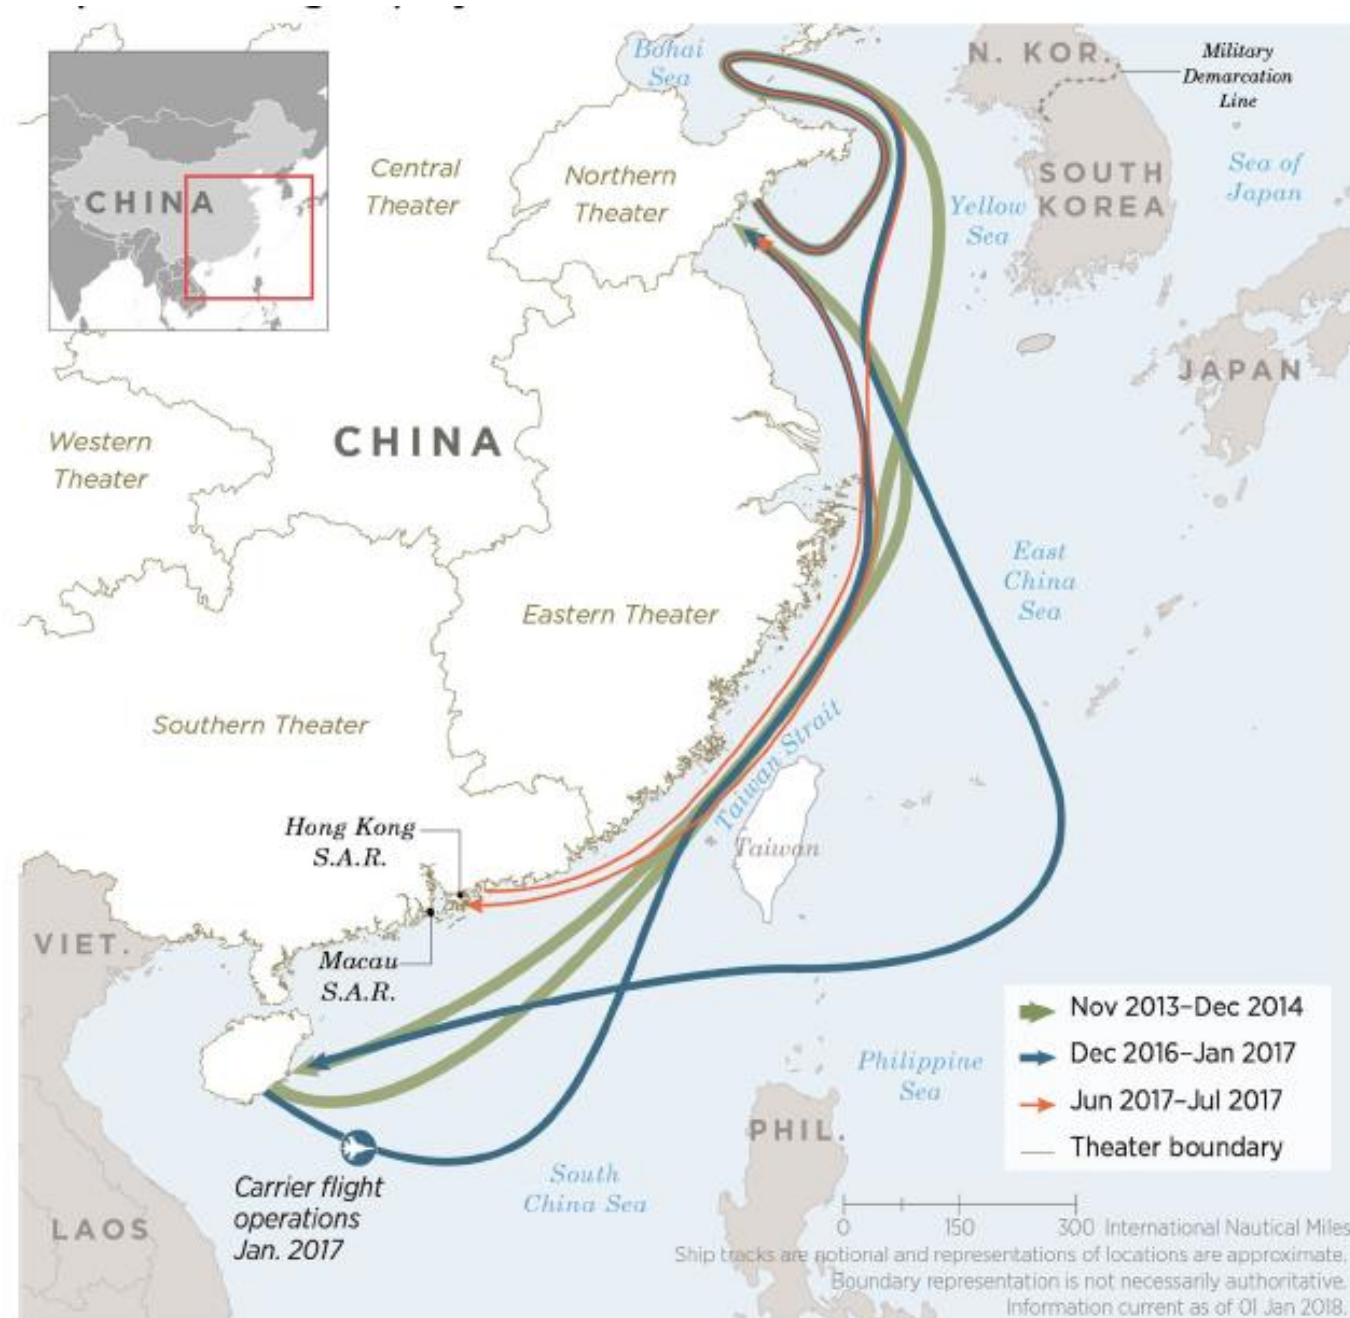 Bohai
Sea
N. KOR.
Military
Demarcation
Line
CHINA
Central
Theater
Northern
Theater
SOUTH
KOREA
Sea of
Japan
Yellow
Sea
JAPAN
Western
Theater
CHINA
East
China
Sea
Eastern Theater
Southern Theater
Taiwan Strait
Hong Kong
S.A.R.
Taiwan
VIET.
Macau
S.A.R.
Nov 2013–Dec 2014
Dec 2016–Jan 2017
Jun 2017–Jul 2017
Theater boundary
Philippine
Sea
PHIL.
Carrier flight
operations
Jan. 2017
South
China Sea
LAOS
0 150 300 International Nautical Miles
Ship tracks are notional and representations of locations are approximate.
Boundary representation is not necessarily authoritative.
Information current as of 01 Jan 2018.